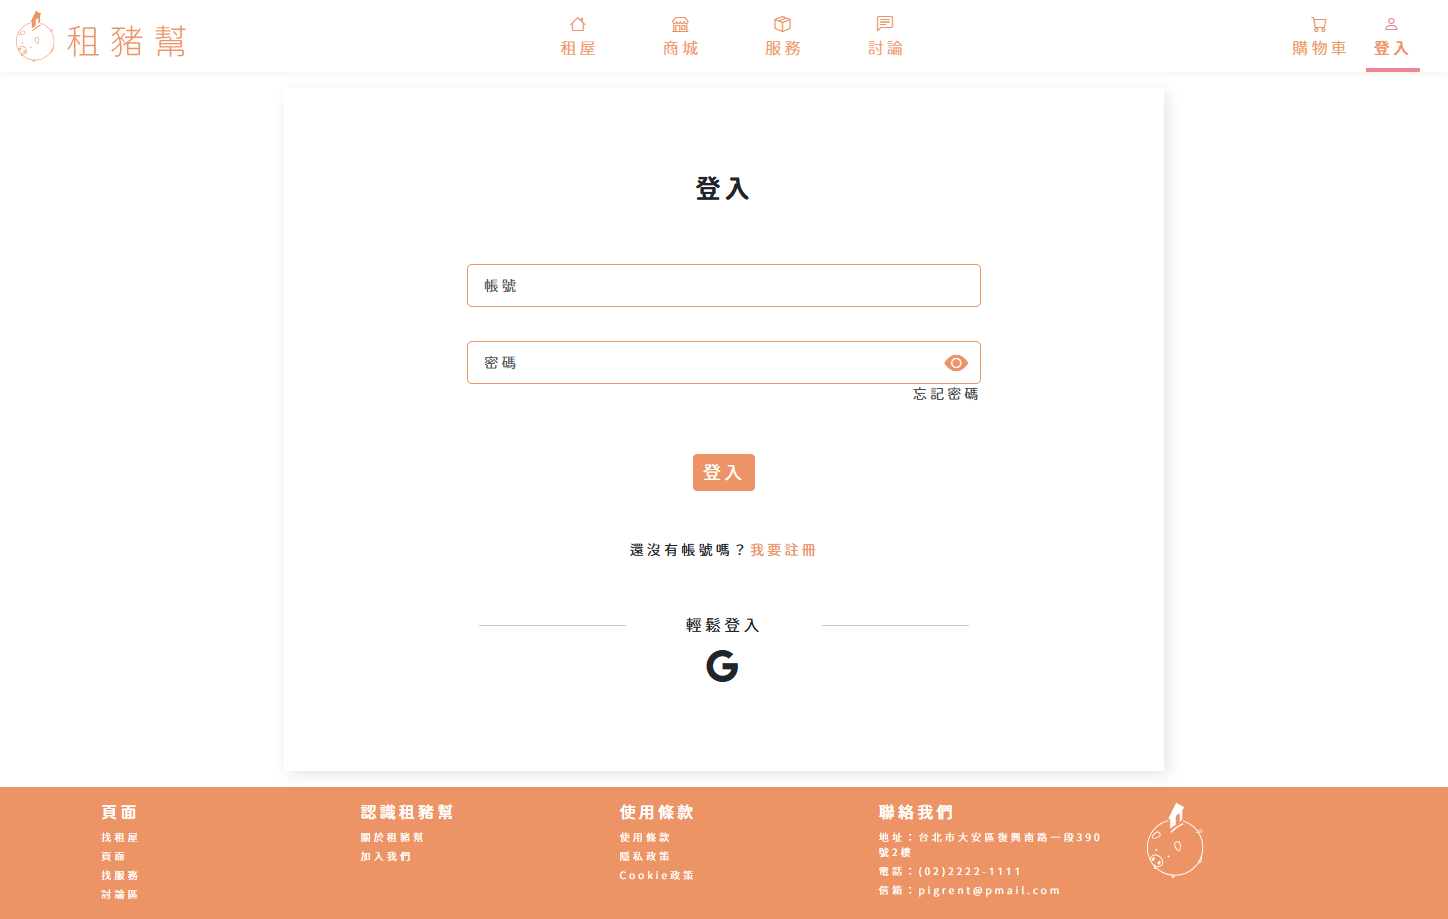 租豬幫
租屋
商城
服務
討論
購物車
登入
登入
帳號
密碼
忘記密碼
登入
還沒有帳號嗎？我要註冊
輕鬆登入
G
頁面
找租屋
頁面
找服務
討論區
認識租豬幫
關於租豬幫
加入我們
使用條款
使用條款
隱私政策
Cookie政策
聯絡我們
地址：台北市大安區復興南路一段390
號2樓
電話：(02)2222-1111
信箱：pigrent@pmail.com